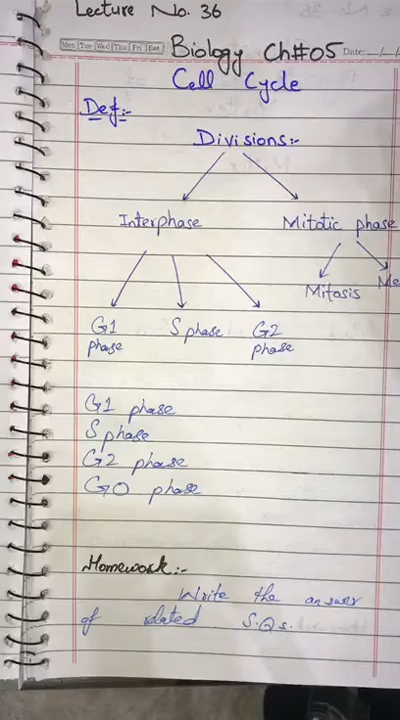 Lecture No. 36
Mon Tue Wed Thu Fri Sat
Biology Ch#05 Date:
Cell Cycle
Def:-
Divisions:-
Interphase Mitotic phase
Mitosis Me
G1 phase S phase G2 phase
G1 phase
S phase
G2 phase
G0 phase
Homework:-
Write the answer
of related S.Qs.